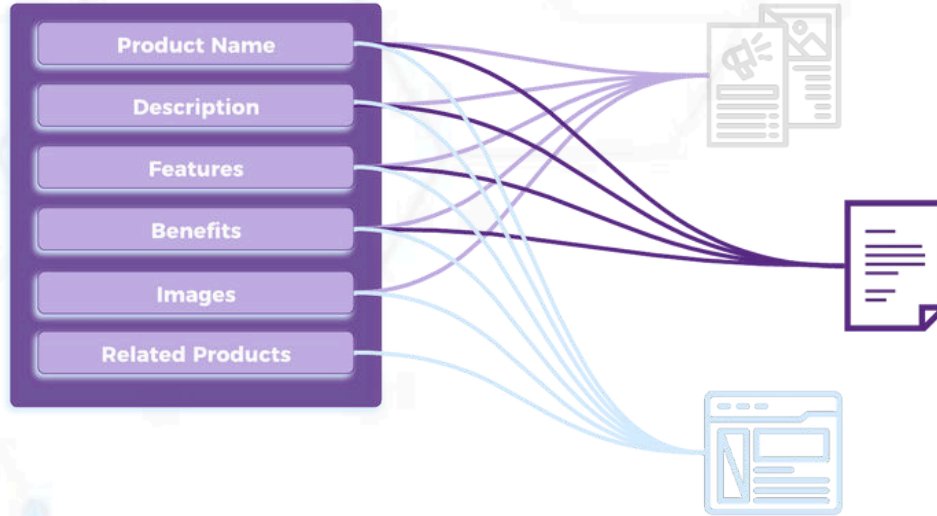 Product Name
Description
Features
Benefits
Images
Related Products